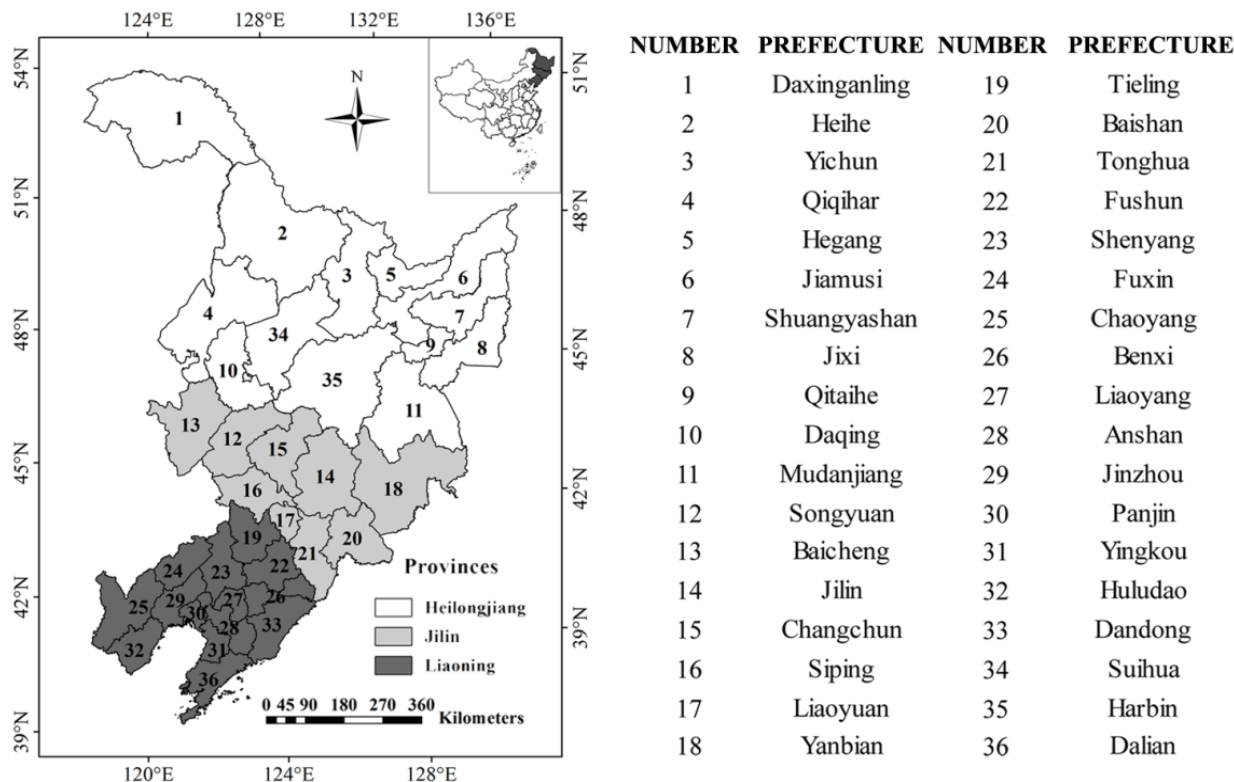 124°E 128°E 132°E 136°E
54°N
51°N
48°N
45°N
42°N
39°N
51°N
48°N
45°N
42°N
39°N
120°E 124°E 128°E
N
1
2
3
5
6
4
7
34
9
8
10
35
11
13
12
15
14
18
16
17
19
20
21
24
23
22
25
29
27
26
30
28
33
32
31
36
Provinces
Heilongjiang
Jilin
Liaoning
0 45 90 180 270 360
Kilometers
NUMBER PREFECTURE NUMBER PREFECTURE
1 Daxinganling 19 Tieling
2 Heihe 20 Baishan
3 Yichun 21 Tonghua
4 Qiqihar 22 Fushun
5 Hegang 23 Shenyang
6 Jiamusi 24 Fuxin
7 Shuangyashan 25 Chaoyang
8 Jixi 26 Benxi
9 Qitaihe 27 Liaoyang
10 Daqing 28 Anshan
11 Mudanjiang 29 Jinzhou
12 Songyuan 30 Panjin
13 Baicheng 31 Yingkou
14 Jilin 32 Huludao
15 Changchun 33 Dandong
16 Siping 34 Suihua
17 Liaoyuan 35 Harbin
18 Yanbian 36 Dalian